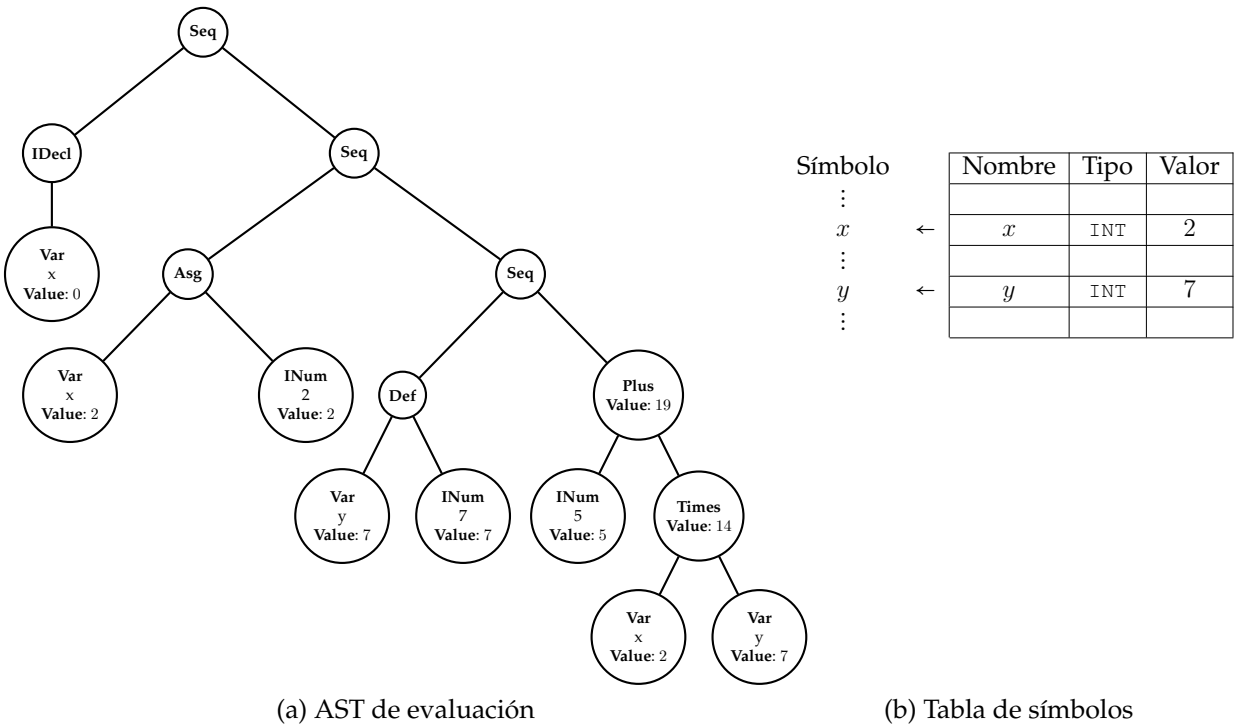 Seq
IDecl
Seq
Símbolo
Nombre Tipo Valor
⋮
x ← x INT 2
⋮
y ← y INT 7
⋮
Var
x
Value: 0
Asg
Seq
Var
x
Value: 2
INum
2
Value: 2
Def
Plus
Value: 19
Var
y
Value: 7
INum
7
Value: 7
INum
5
Value: 5
Times
Value: 14
Var
x
Value: 2
Var
y
Value: 7
(a) AST de evaluación
(b) Tabla de símbolos